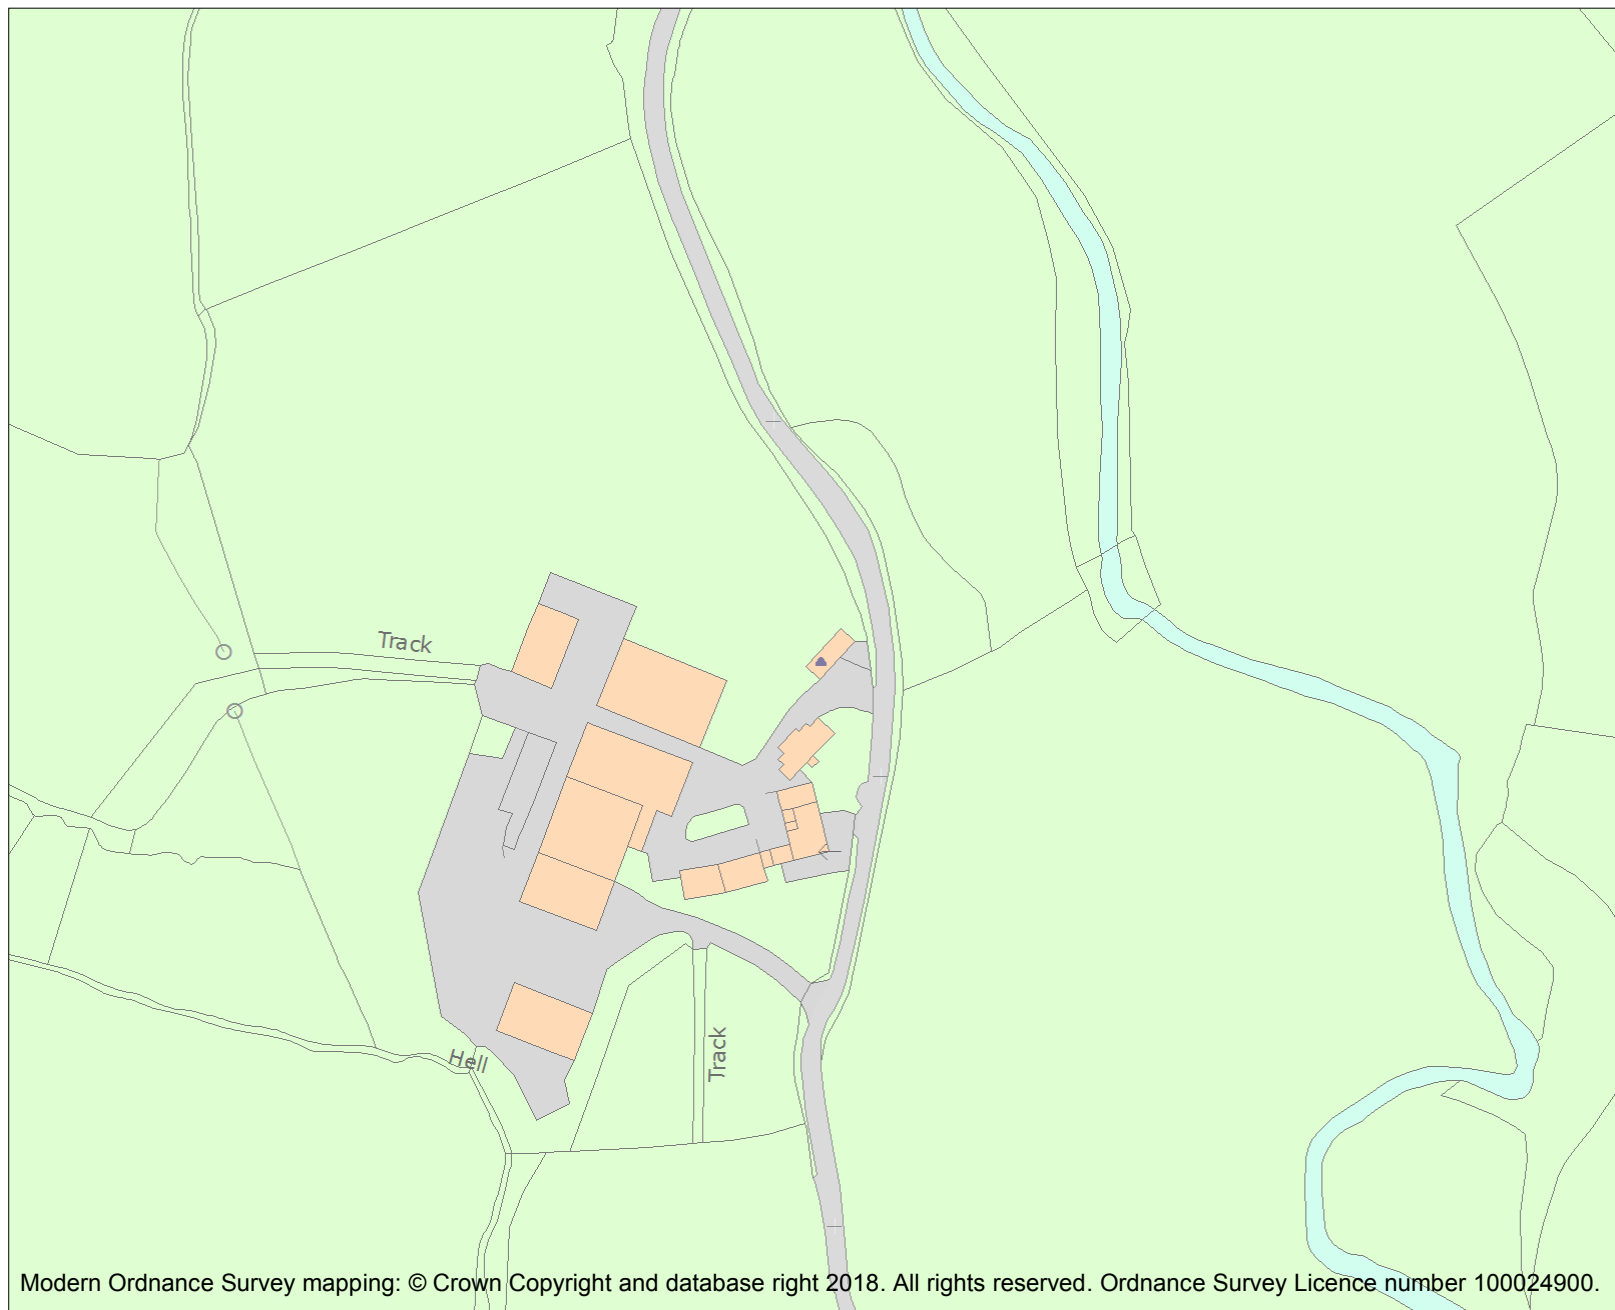 Track
Hell
Track
Modern Ordnance Survey mapping: © Crown Copyright and database right 2018. All rights reserved. Ordnance Survey Licence number 100024900.